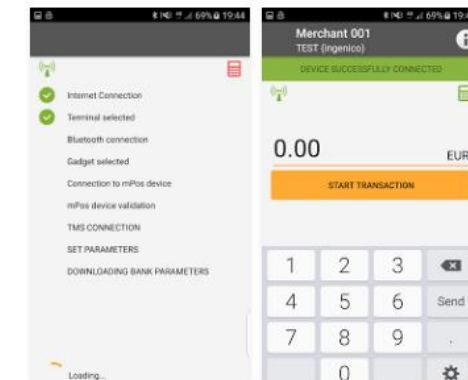 69% 19:44
Internet Connection
Terminal selected
Bluetooth connection
Gadget selected
Connection to mPos device
mPos device validation
TMS CONNECTION
SET PARAMETERS
DOWNLOADING BANK PARAMETERS
Loading...
69% 19:4
Merchant 001
TEST (ingenico)
DEVICE SUCCESSFULLY CONNECTED
0.00
EUR
START TRANSACTION
1 2 3
4 5 6 Send
7 8 9 .
0